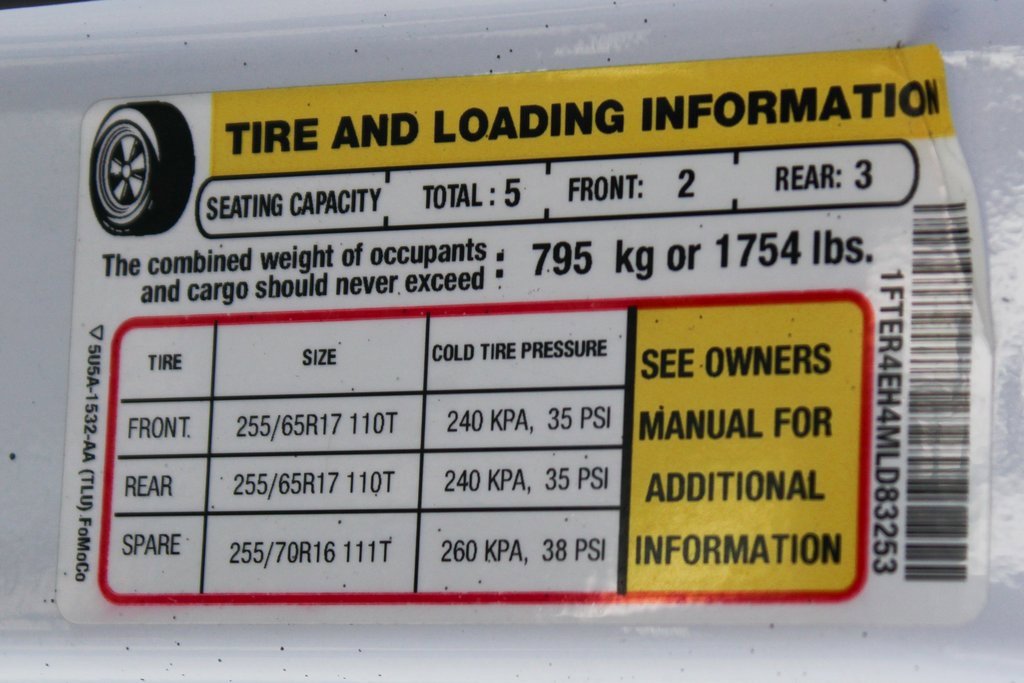 TIRE AND LOADING INFORMATION
SEATING CAPACITY TOTAL : 5 FRONT: 2 REAR: 3
The combined weight of occupants
and cargo should never exceed : 795 kg or 1754 lbs.
TIRE SIZE COLD TIRE PRESSURE
FRONT 255/65R17 110T 240 KPA, 35 PSI
REAR 255/65R17 110T 240 KPA, 35 PSI
SPARE 255/70R16 111T 260 KPA, 38 PSI
SEE OWNERS
MANUAL FOR
ADDITIONAL
INFORMATION
5U5A-1532-AA (TLU) FoMoCo
1FTER4EH4MLD83253